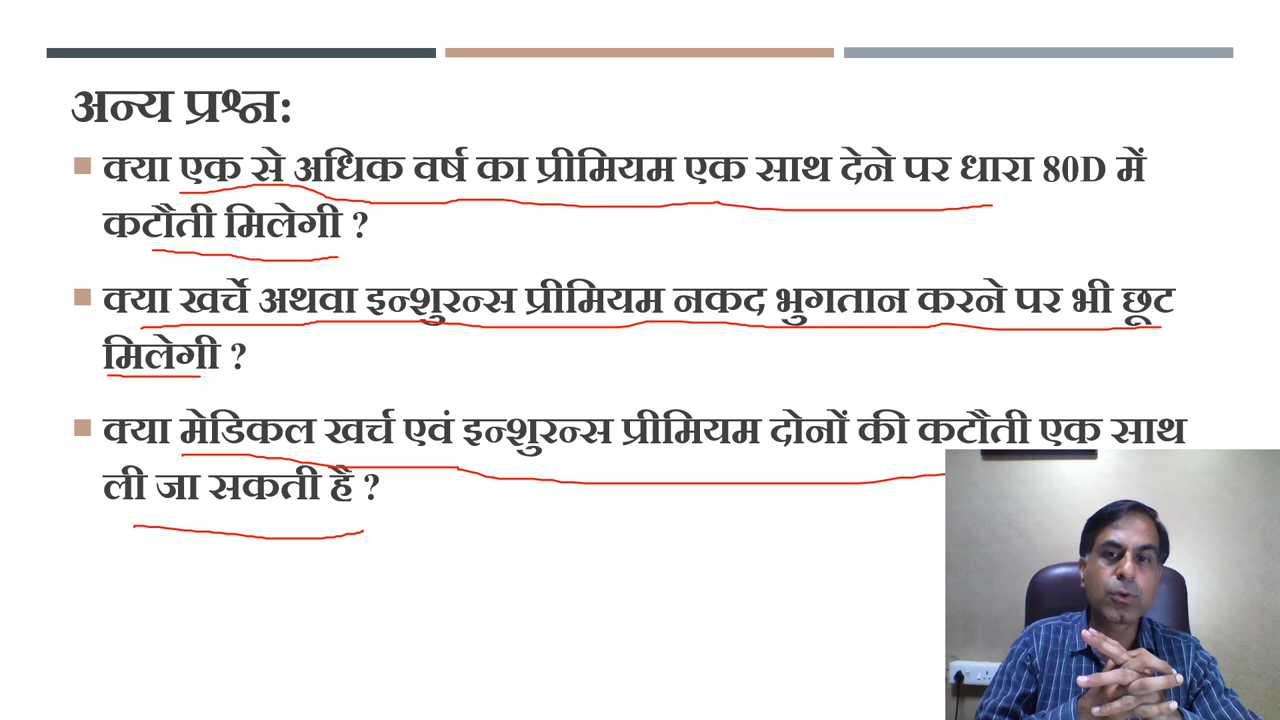 अन्य प्रश्न:
क्या एक से अधिक वर्ष का प्रीमियम एक साथ देने पर धारा 80D में
कटौती मिलेगी ?
क्या खर्चे अथवा इन्शुरन्स प्रीमियम नकद भुगतान करने पर भी छूट
मिलेगी ?
क्या मेडिकल खर्च एवं इन्शुरन्स प्रीमियम दोनों की कटौती एक साथ
ली जा सकती है ?